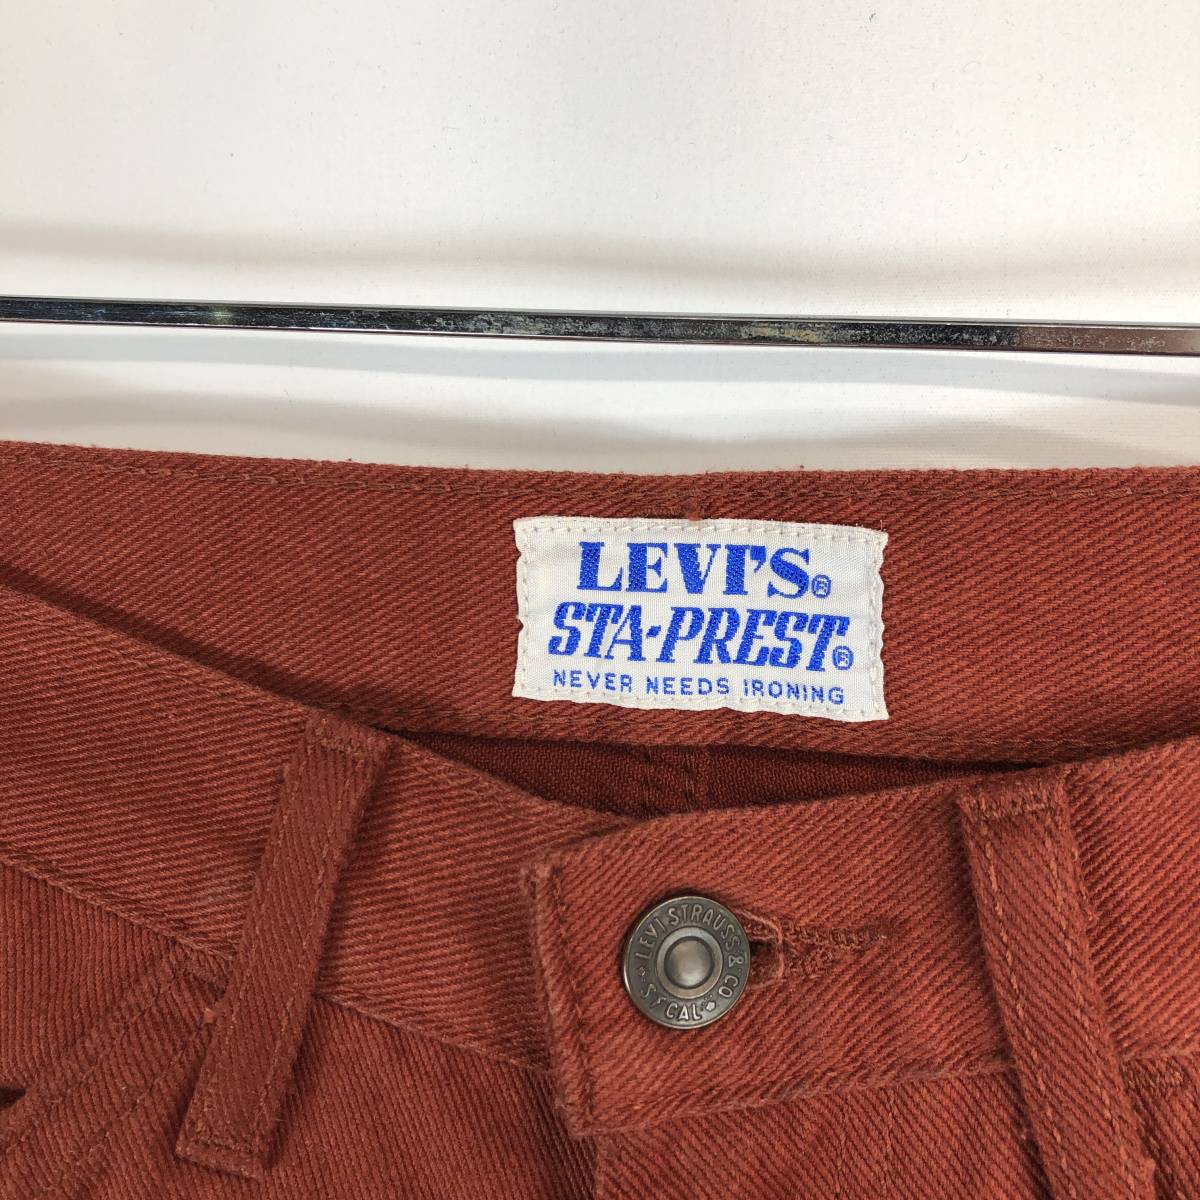 LEVI'S®
STA-PREST®
NEVER NEEDS IRONING
LEVI STRAUSS & CO
S F CAL